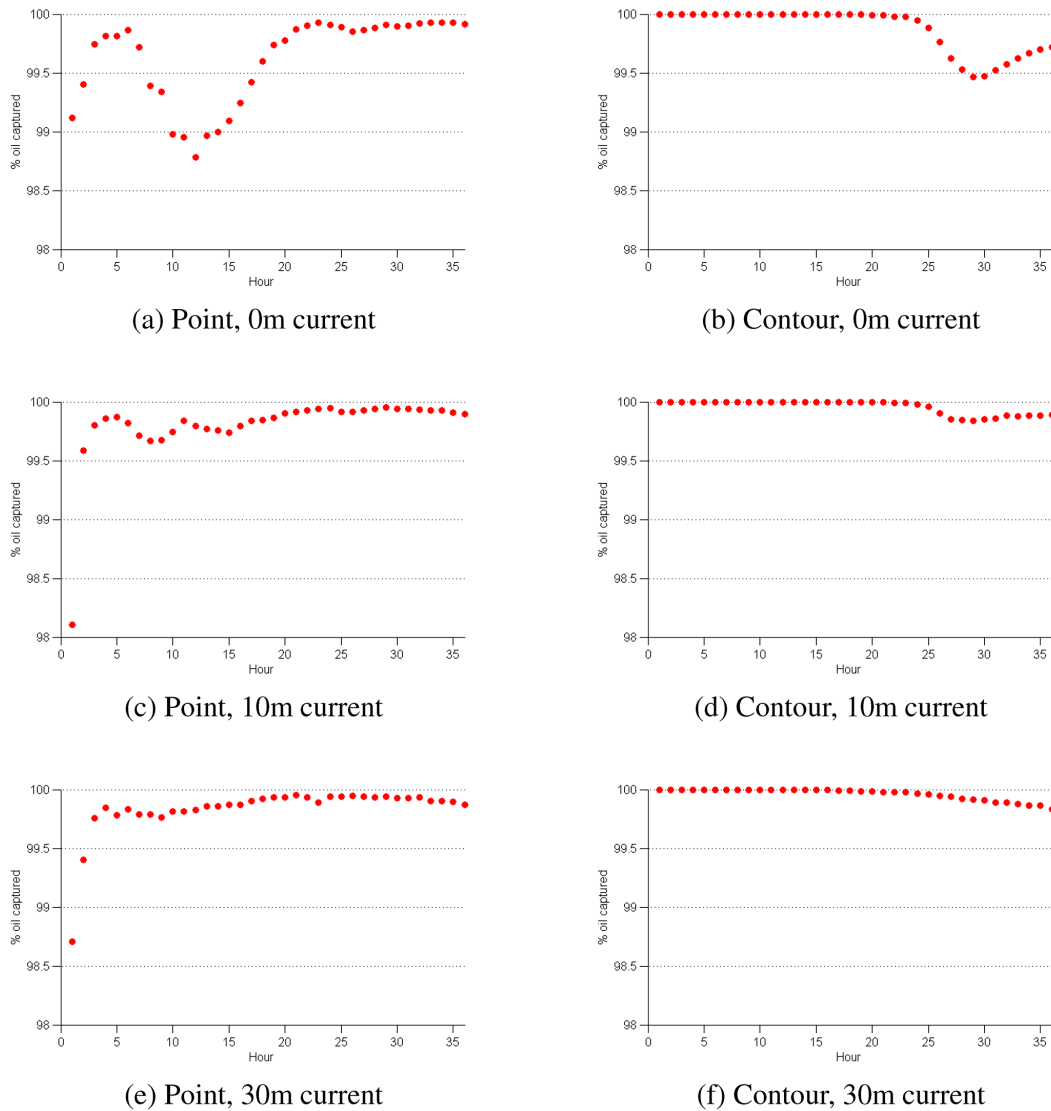 100
99.5
99
98.5
98
% oil captured
0 5 10 15 20 25 30 35
Hour
(a) Point, 0m current
100
99.5
99
98.5
98
% oil captured
0 5 10 15 20 25 30 35
Hour
(b) Contour, 0m current
100
99.5
99
98.5
98
% oil captured
0 5 10 15 20 25 30 35
Hour
(c) Point, 10m current
100
99.5
99
98.5
98
% oil captured
0 5 10 15 20 25 30 35
Hour
(d) Contour, 10m current
100
99.5
99
98.5
98
% oil captured
0 5 10 15 20 25 30 35
Hour
(e) Point, 30m current
100
99.5
99
98.5
98
% oil captured
0 5 10 15 20 25 30 35
Hour
(f) Contour, 30m current